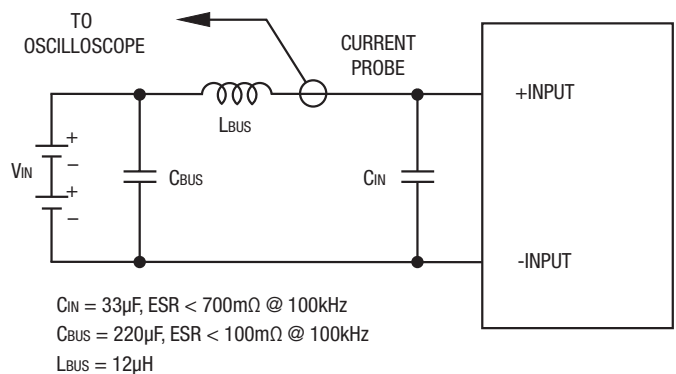 TO
OSCILLOSCOPE
CURRENT
PROBE
+INPUT
LBUS
VIN
+
−
+
−
CBUS
CIN
-INPUT
CIN = 33µF, ESR < 700mΩ @ 100kHz
CBUS = 220µF, ESR < 100mΩ @ 100kHz
LBUS = 12µH